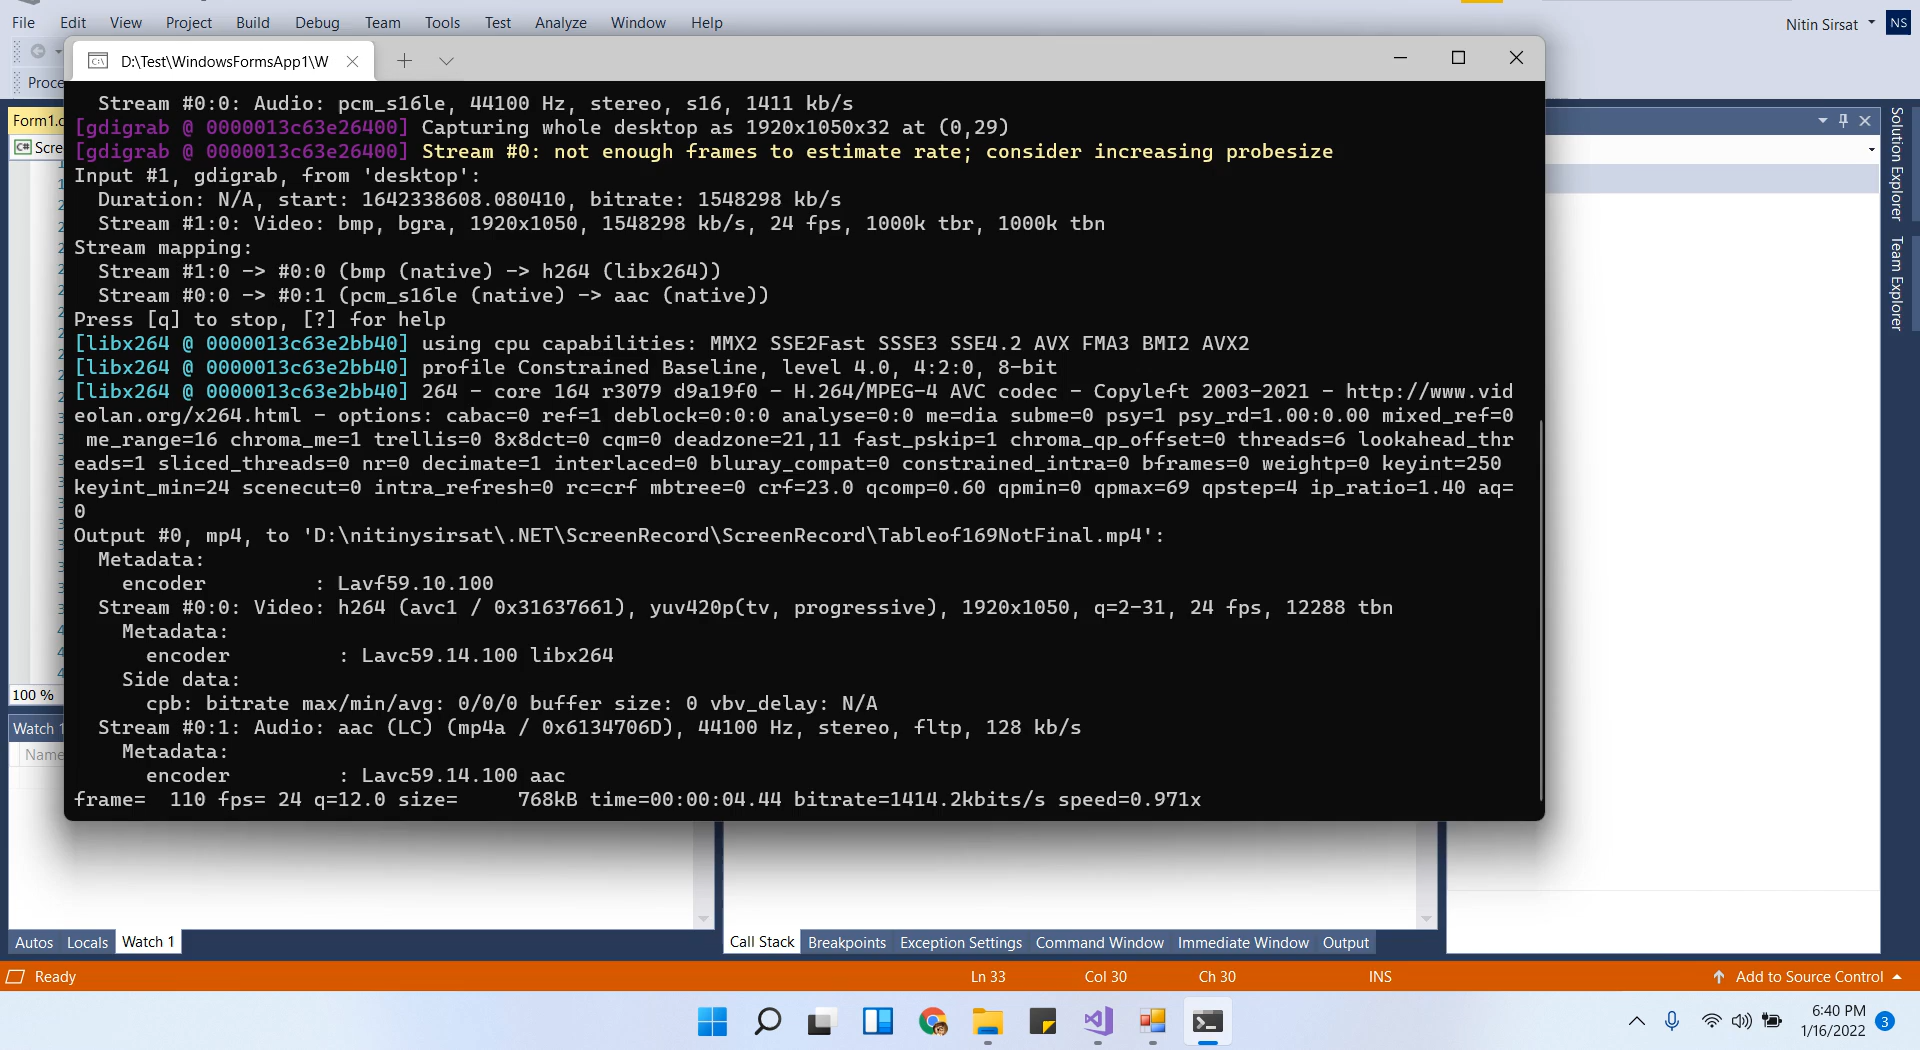 File Edit View Project Build Debug Team Tools Test Analyze Window Help
Nitin Sirsat NS
D:\Test\WindowsFormsApp1\W
Proce
Form1.c
Scre
Stream #0:0: Audio: pcm_s16le, 44100 Hz, stereo, s16, 1411 kb/s
[gdigrab @ 0000013c63e26400] Capturing whole desktop as 1920x1050x32 at (0,29)
[gdigrab @ 0000013c63e26400] Stream #0: not enough frames to estimate rate; consider increasing probesize
Input #1, gdigrab, from 'desktop':
Duration: N/A, start: 1642338608.080410, bitrate: 1548298 kb/s
Stream #1:0: Video: bmp, bgra, 1920x1050, 1548298 kb/s, 24 fps, 1000k tbr, 1000k tbn
Stream mapping:
Stream #1:0 -> #0:0 (bmp (native) -> h264 (libx264))
Stream #0:0 -> #0:1 (pcm_s16le (native) -> aac (native))
Press [q] to stop, [?] for help
[libx264 @ 0000013c63e2bb40] using cpu capabilities: MMX2 SSE2Fast SSSE3 SSE4.2 AVX FMA3 BMI2 AVX2
[libx264 @ 0000013c63e2bb40] profile Constrained Baseline, level 4.0, 4:2:0, 8-bit
[libx264 @ 0000013c63e2bb40] 264 - core 164 r3079 d9a19f0 - H.264/MPEG-4 AVC codec - Copyleft 2003-2021 - http://www.vid
eolan.org/x264.html - options: cabac=0 ref=1 deblock=0:0:0 analyse=0:0 me=dia subme=0 psy=1 psy_rd=1.00:0.00 mixed_ref=0
me_range=16 chroma_me=1 trellis=0 8x8dct=0 cqm=0 deadzone=21,11 fast_pskip=1 chroma_qp_offset=0 threads=6 lookahead_thr
eads=1 sliced_threads=0 nr=0 decimate=1 interlaced=0 bluray_compat=0 constrained_intra=0 bframes=0 weightp=0 keyint=250
keyint_min=24 scenecut=0 intra_refresh=0 rc=crf mbtree=0 crf=23.0 qcomp=0.60 qpmin=0 qpmax=69 qpstep=4 ip_ratio=1.40 aq=
0
Output #0, mp4, to 'D:\nitinysirsat\.NET\ScreenRecord\ScreenRecord\Tableof169NotFinal.mp4':
Metadata:
encoder : Lavf59.10.100
Stream #0:0: Video: h264 (avc1 / 0x31637661), yuv420p(tv, progressive), 1920x1050, q=2-31, 24 fps, 12288 tbn
Metadata:
encoder : Lavc59.14.100 libx264
Side data:
cpb: bitrate max/min/avg: 0/0/0 buffer size: 0 vbv_delay: N/A
Stream #0:1: Audio: aac (LC) (mp4a / 0x6134706D), 44100 Hz, stereo, fltp, 128 kb/s
Metadata:
encoder : Lavc59.14.100 aac
frame= 110 fps= 24 q=12.0 size= 768kB time=00:00:04.44 bitrate=1414.2kbits/s speed=0.971x
100 %
Watch 1
Name
Solution Explorer
Team Explorer
Autos Locals Watch 1
Call Stack Breakpoints Exception Settings Command Window Immediate Window Output
Ready Ln 33 Col 30 Ch 30 INS Add to Source Control
6:40 PM
1/16/2022 3